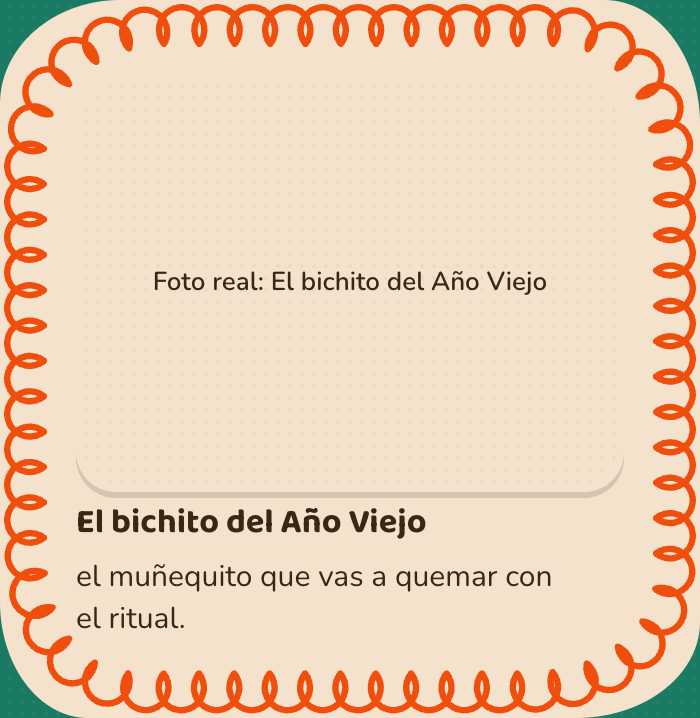 Foto real: El bichito del Año Viejo
El bichito del Año Viejo
el muñequito que vas a quemar con
el ritual.